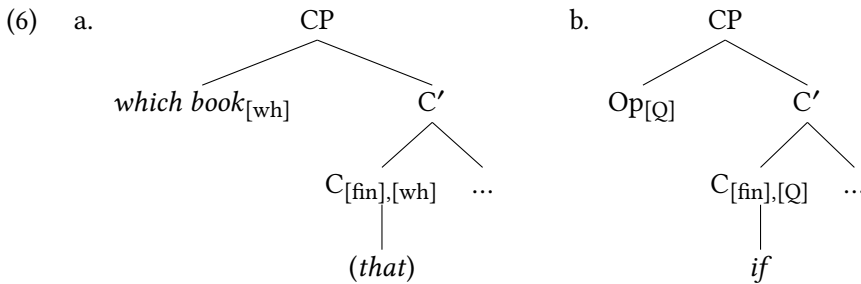 (6) a. CP b. CP
which book[wh] C′ Op[Q] C′
C[fin],[wh] ... C[fin],[Q] ...
(that) if